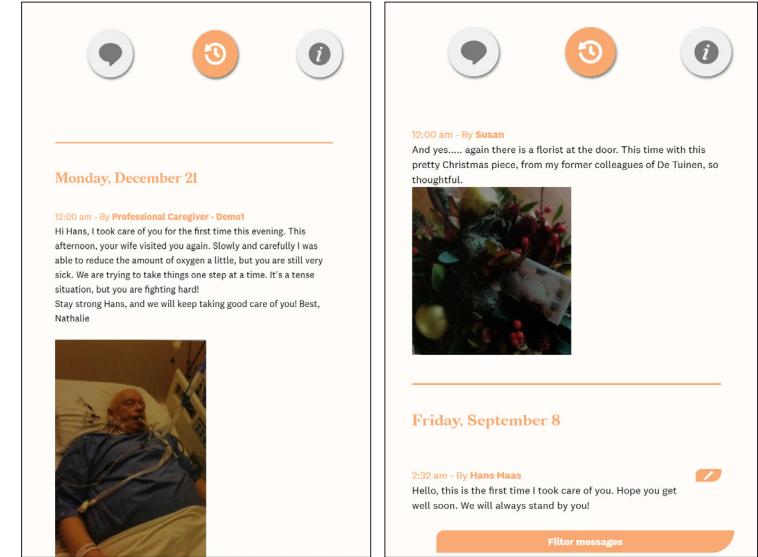 Monday, December 21
12:00 am - By Professional Caregiver - Demo1
Hi Hans, I took care of you for the first time this evening. This
afternoon, your wife visited you again. Slowly and carefully I was
able to reduce the amount of oxygen a little, but you are still very
sick. We are trying to take things one step at a time. It's a tense
situation, but you are fighting hard!
Stay strong Hans, and we will keep taking good care of you! Best,
Nathalie
12:00 am - By Susan
And yes..... again there is a florist at the door. This time with this
pretty Christmas piece, from my former colleagues of De Tuinen, so
thoughtful.
Friday, September 8
2:32 am - By Hans Maas
Hello, this is the first time I took care of you. Hope you get
well soon. We will always stand by you!
Filter messages